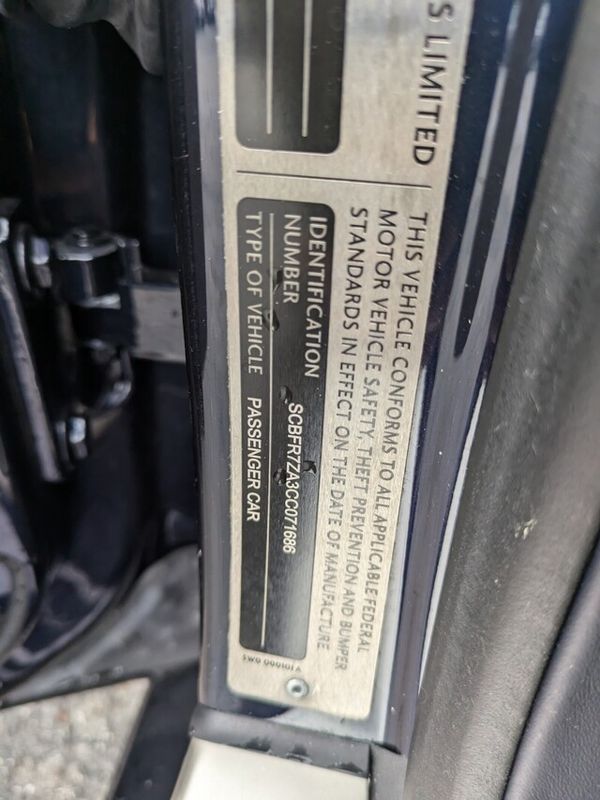 S LIMITED
THIS VEHICLE CONFORMS TO ALL APPLICABLE FEDERAL
MOTOR VEHICLE SAFETY, THEFT PREVENTION AND BUMPER
STANDARDS IN EFFECT ON THE DATE OF MANUFACTURE
IDENTIFICATION
NUMBER SCBFR7ZA3CC071686
TYPE OF VEHICLE PASSENGER CAR